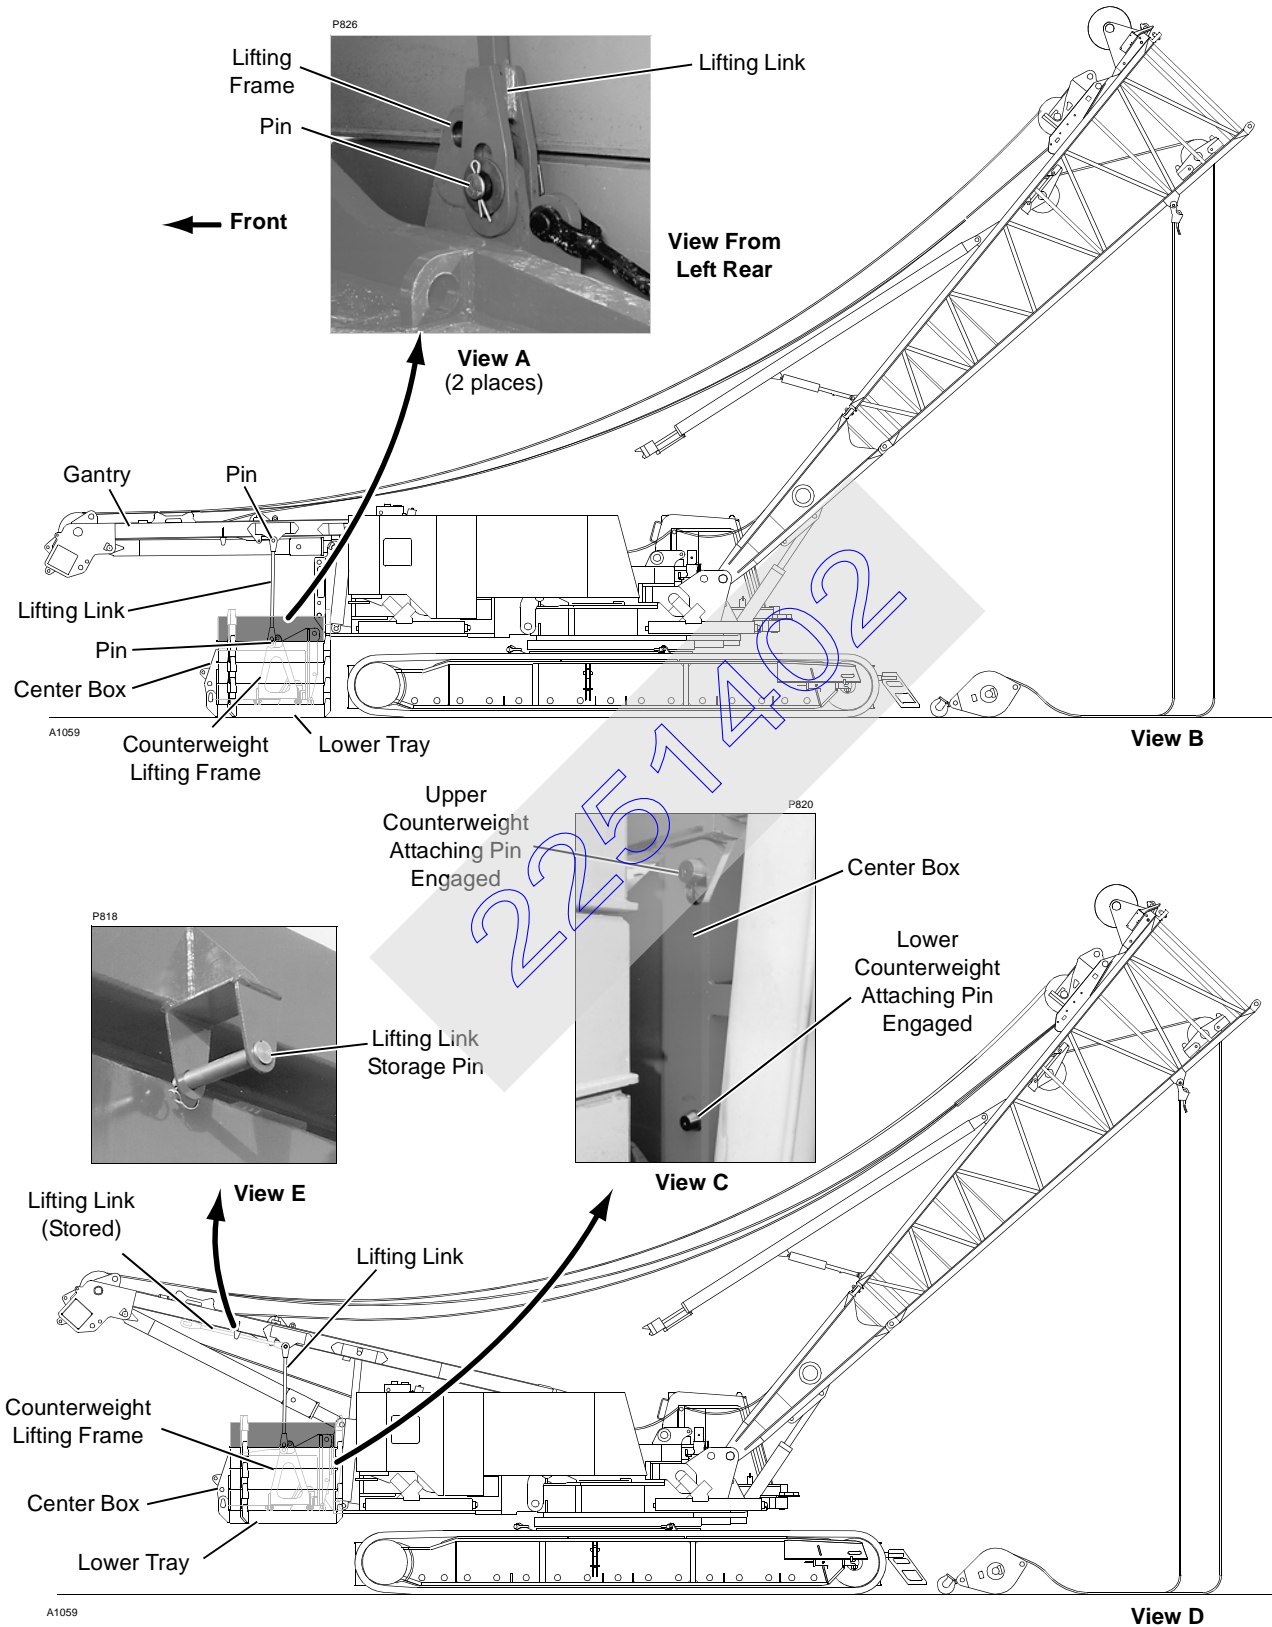 P826
Lifting
Frame
Lifting Link
Pin
Front
View From
Left Rear
View A
(2 places)
Gantry
Pin
Lifting Link
Pin
Center Box
A1059
Counterweight
Lifting Frame
Lower Tray
View B
Upper
Counterweight
Attaching Pin
Engaged
P820
Center Box
2251402
P818
Lower
Counterweight
Attaching Pin
Engaged
Lifting Link
Storage Pin
View E
View C
Lifting Link
(Stored)
Lifting Link
Counterweight
Lifting Frame
Center Box
Lower Tray
A1059
View D